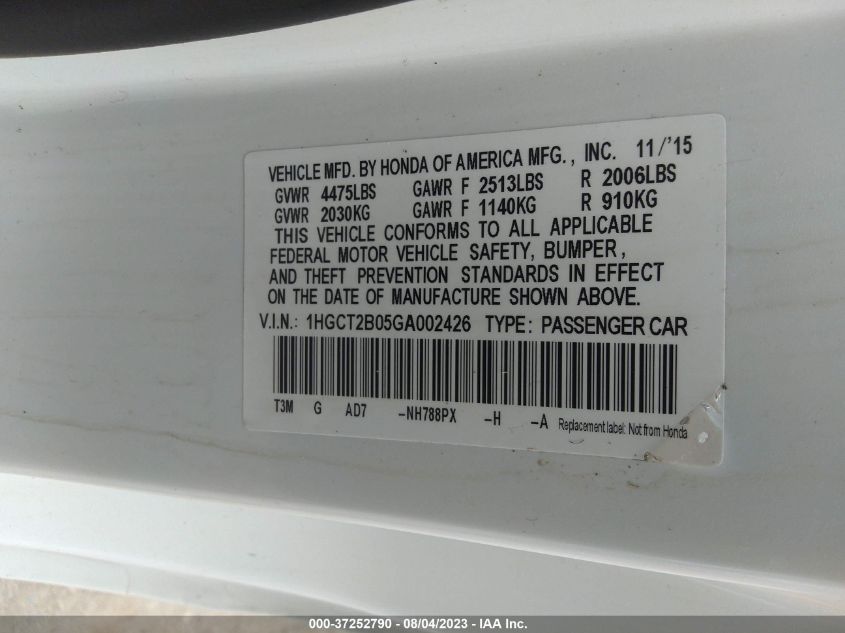 VEHICLE MFD. BY HONDA OF AMERICA MFG., INC. 11/'15
GVWR 4475LBS GAWR F 2513LBS R 2006LBS
GVWR 2030KG GAWR F 1140KG R 910KG
THIS VEHICLE CONFORMS TO ALL APPLICABLE
FEDERAL MOTOR VEHICLE SAFETY, BUMPER,
AND THEFT PREVENTION STANDARDS IN EFFECT
ON THE DATE OF MANUFACTURE SHOWN ABOVE.
V.I.N.: 1HGCT2B05GA002426 TYPE: PASSENGER CAR
T3M G AD7 -NH788PX -H -A Replacement label: Not from Honda
000-37252790 - 08/04/2023 - IAA Inc.